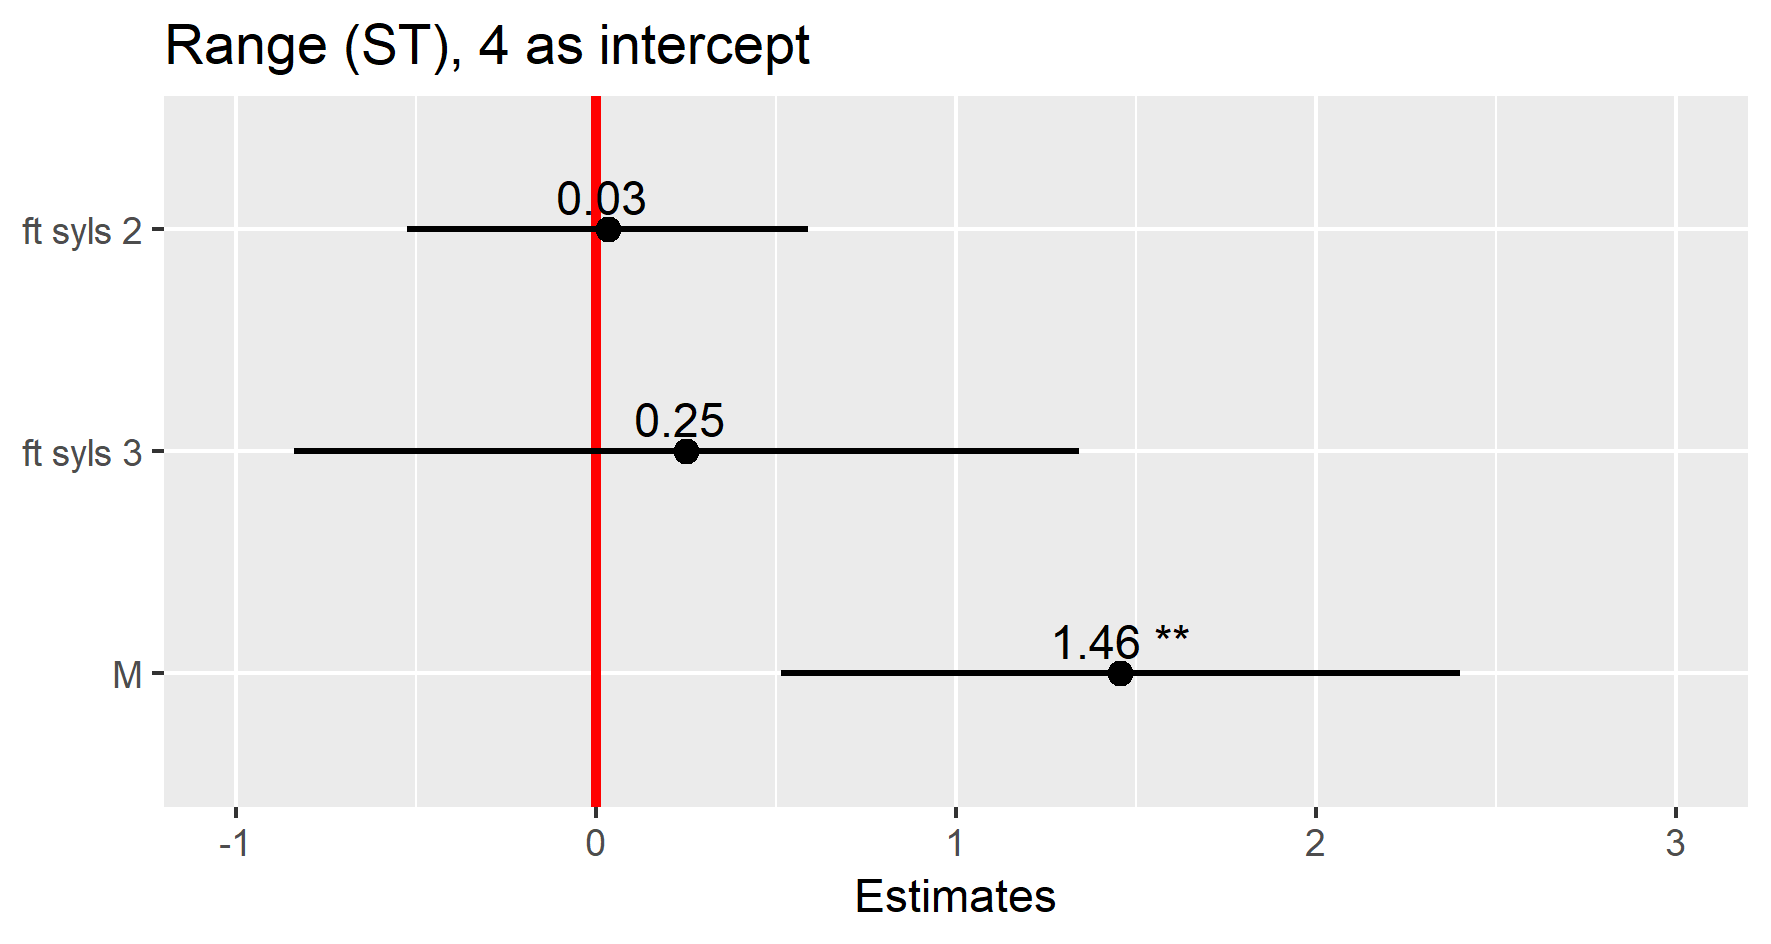 Range (ST), 4 as intercept
0.03
ft syls 2
0.25
ft syls 3
1.46 **
M
-1 0 1 2 3
Estimates